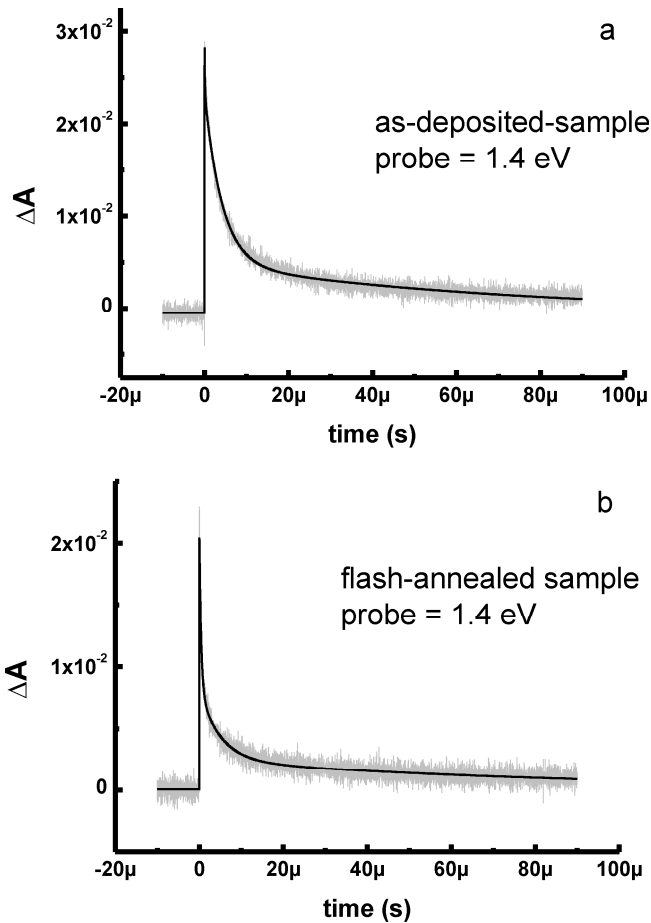 a
3x10⁻²
2x10⁻²
1x10⁻²
0
ΔA
as-deposited-sample
probe = 1.4 eV
-20µ 0 20µ 40µ 60µ 80µ 100µ
time (s)
b
2x10⁻²
1x10⁻²
0
ΔA
flash-annealed sample
probe = 1.4 eV
-20µ 0 20µ 40µ 60µ 80µ 100µ
time (s)